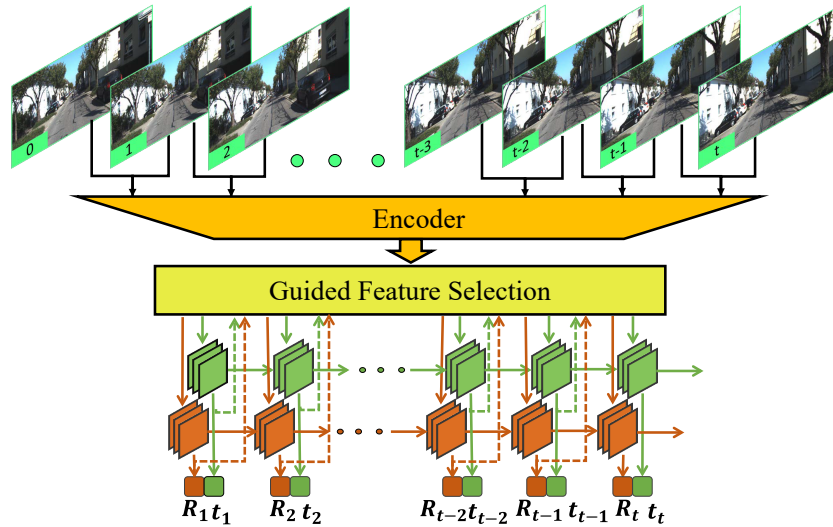 0 1 2 t-3 t-2 t-1 t
Encoder
Guided Feature Selection
R₁ t₁ R₂ t₂ Rₜ₋₂ tₜ₋₂ Rₜ₋₁ tₜ₋₁ Rₜ tₜ